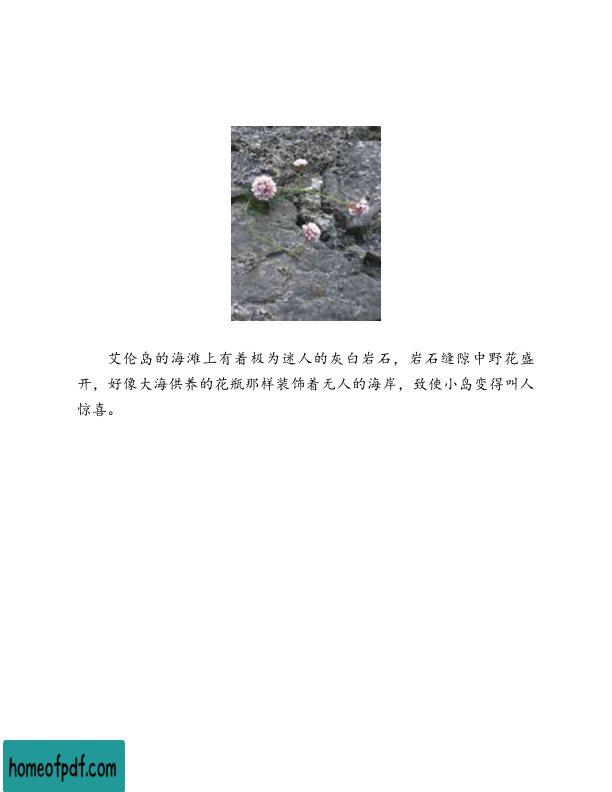 艾伦岛的海滩上有着极为迷人的灰白岩石，岩石缝隙中野花盛
开，好像大海供养的花瓶那样装饰着无人的海岸，致使小岛变得叫人
惊喜。
homeofpdf.com